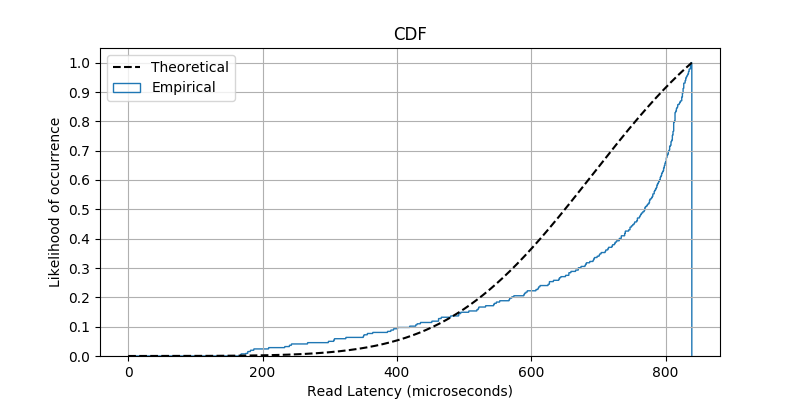 CDF
Theoretical
Empirical
Likelihood of occurrence
1.0
0.9
0.8
0.7
0.6
0.5
0.4
0.3
0.2
0.1
0.0
0 200 400 600 800
Read Latency (microseconds)